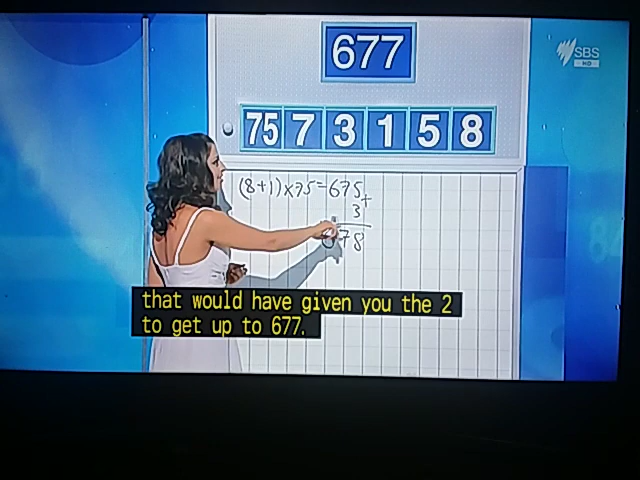 677
SBS
HD
75 7 3 1 5 8
(8+1)×75=675
3+
678
that would have given you the 2
to get up to 677.